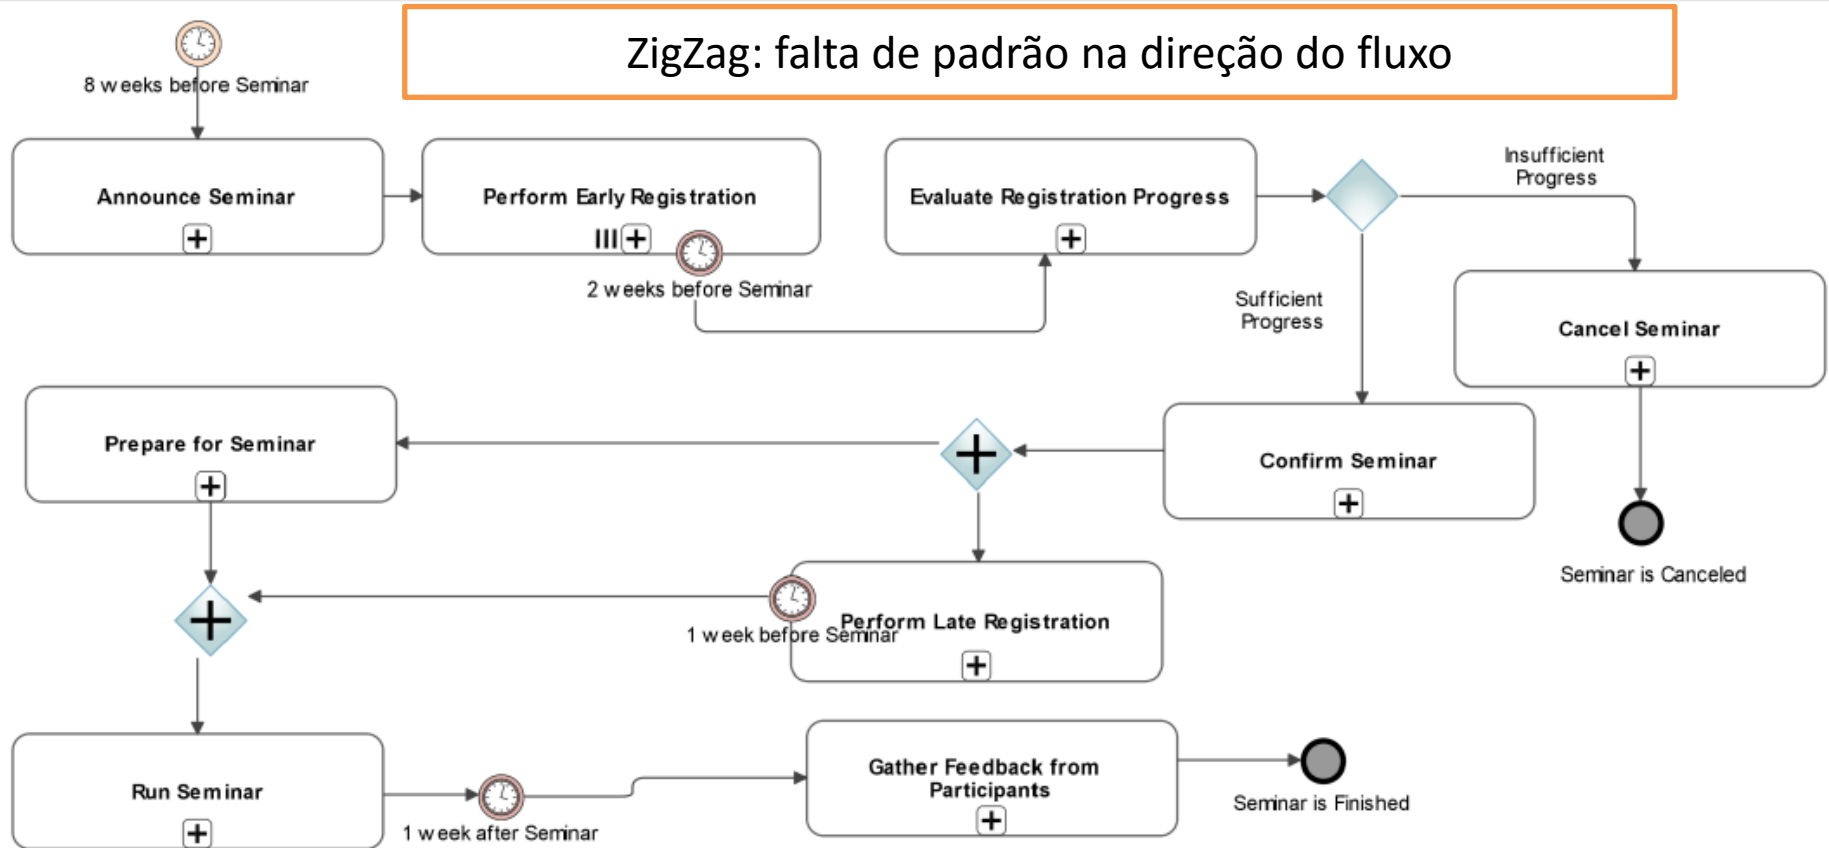 ZigZag: falta de padrão na direção do fluxo
8 weeks before Seminar
Announce Seminar
Perform Early Registration
2 weeks before Seminar
Evaluate Registration Progress
Insufficient
Progress
Sufficient
Progress
Cancel Seminar
Seminar is Canceled
Confirm Seminar
Prepare for Seminar
Perform Late Registration
1 week before Seminar
Run Seminar
1 week after Seminar
Gather Feedback from
Participants
Seminar is Finished